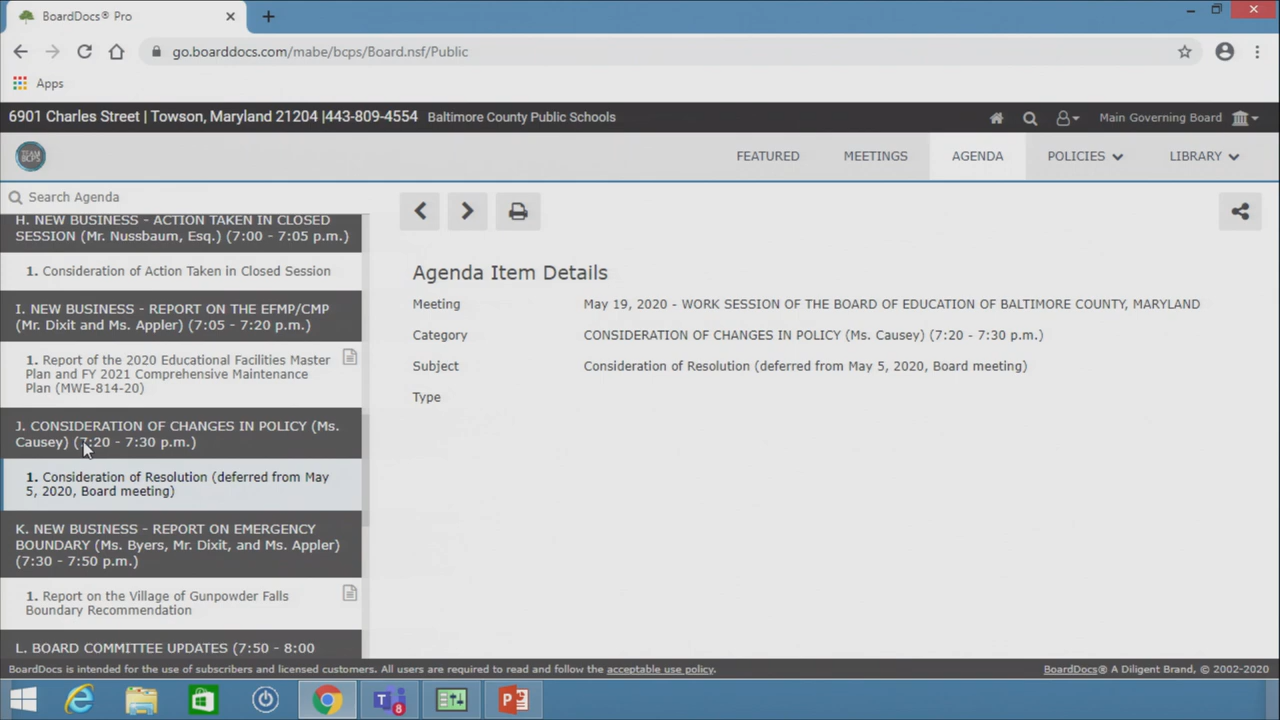 BoardDocs® Pro
go.boarddocs.com/mabe/bcps/Board.nsf/Public
Apps
6901 Charles Street | Towson, Maryland 21204 |443-809-4554 Baltimore County Public Schools
Main Governing Board
TEAM
BCPS
FEATURED
MEETINGS
AGENDA
POLICIES
LIBRARY
Search Agenda
H. NEW BUSINESS - ACTION TAKEN IN CLOSED
SESSION (Mr. Nussbaum, Esq.) (7:00 - 7:05 p.m.)
1. Consideration of Action Taken in Closed Session
I. NEW BUSINESS - REPORT ON THE EFMP/CMP
(Mr. Dixit and Ms. Appler) (7:05 - 7:20 p.m.)
1. Report of the 2020 Educational Facilities Master
Plan and FY 2021 Comprehensive Maintenance
Plan (MWE-814-20)
J. CONSIDERATION OF CHANGES IN POLICY (Ms.
Causey) (7:20 - 7:30 p.m.)
1. Consideration of Resolution (deferred from May
5, 2020, Board meeting)
K. NEW BUSINESS - REPORT ON EMERGENCY
BOUNDARY (Ms. Byers, Mr. Dixit, and Ms. Appler)
(7:30 - 7:50 p.m.)
1. Report on the Village of Gunpowder Falls
Boundary Recommendation
L. BOARD COMMITTEE UPDATES (7:50 - 8:00
Agenda Item Details
Meeting May 19, 2020 - WORK SESSION OF THE BOARD OF EDUCATION OF BALTIMORE COUNTY, MARYLAND
Category CONSIDERATION OF CHANGES IN POLICY (Ms. Causey) (7:20 - 7:30 p.m.)
Subject Consideration of Resolution (deferred from May 5, 2020, Board meeting)
Type
BoardDocs is intended for the use of subscribers and licensed customers. All users are required to read and follow the acceptable use policy.
BoardDocs® A Diligent Brand, © 2002-2020
8